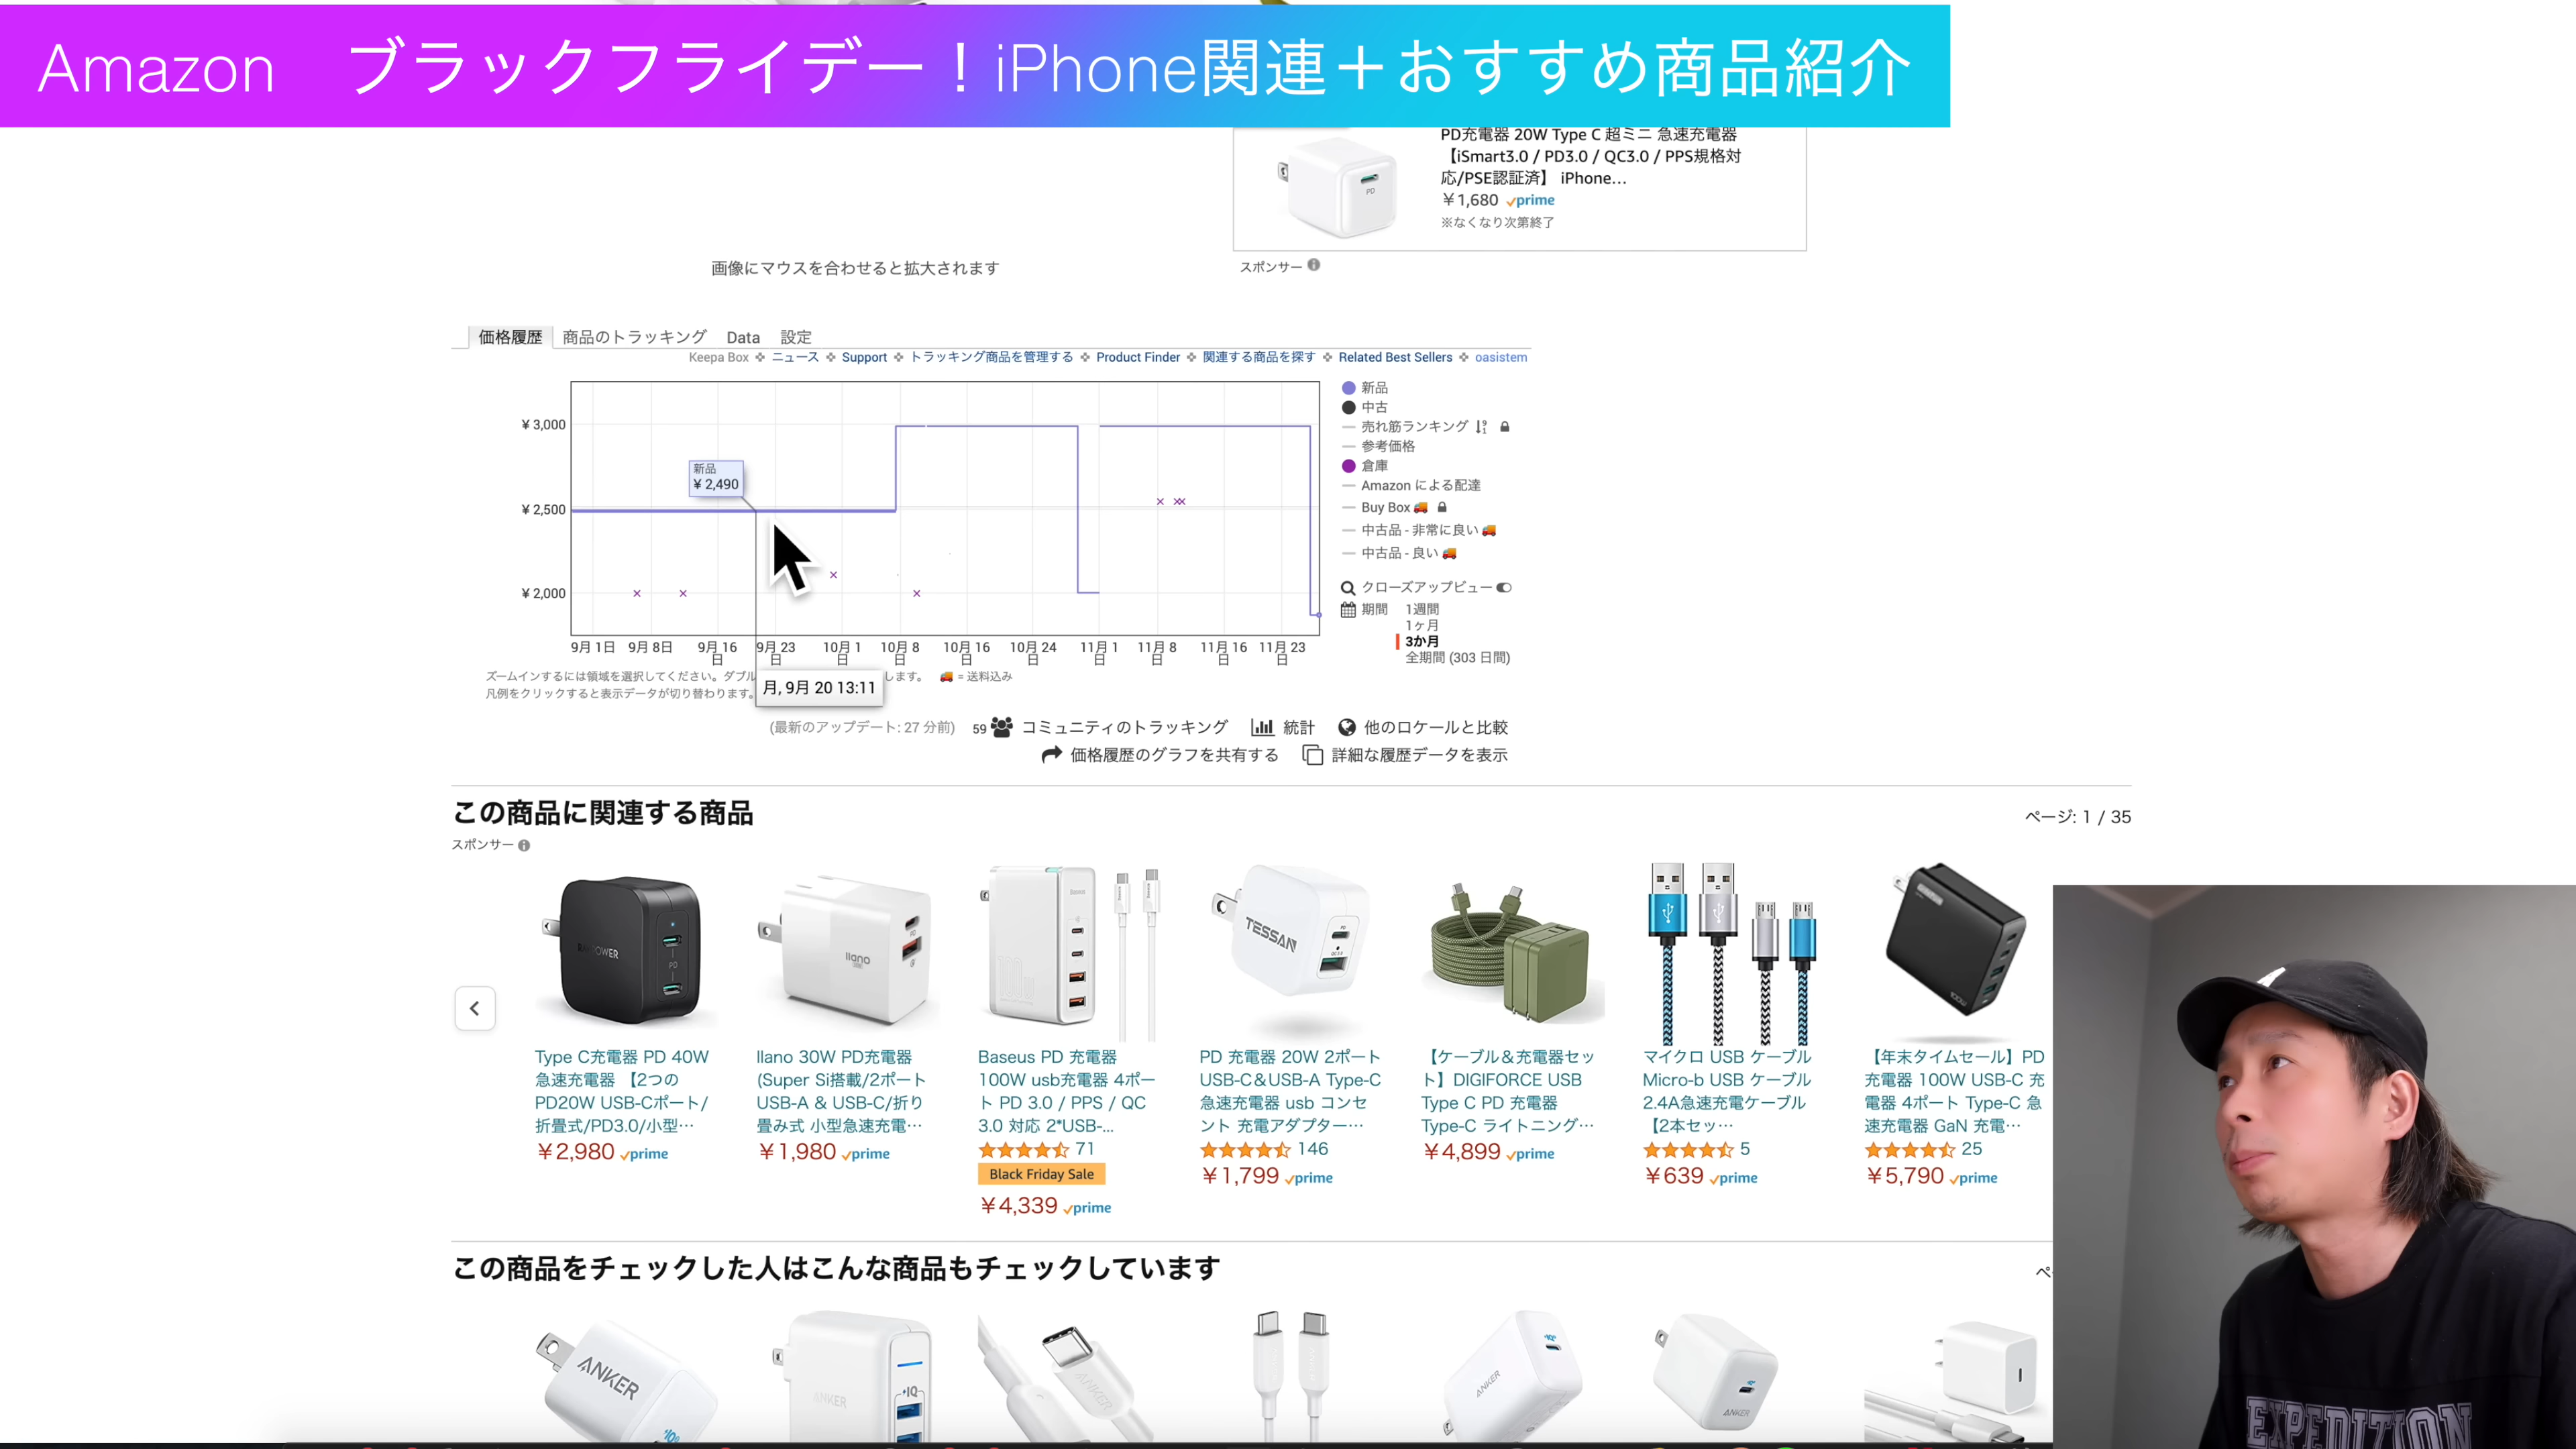 Amazon　ブラックフライデー！iPhone関連＋おすすめ商品紹介
PD充電器 20W Type C 超ミニ 急速充電器
【iSmart3.0 / PD3.0 / QC3.0 / PPS規格対
応/PSE認証済】 iPhone…
￥1,680 prime
※なくなり次第終了
画像にマウスを合わせると拡大されます
スポンサー
価格履歴 商品のトラッキング Data 設定
Keepa Box ニュース Support トラッキング商品を管理する Product Finder 関連する商品を探す Related Best Sellers oasistem
¥ 3,000
¥ 2,500
¥ 2,000
新品
¥ 2,490
9月 1日 9月 8日 9月 16日 9月 23日 10月 1日 10月 8日 10月 16日 10月 24日 11月 1日 11月 8日 11月 16日 11月 23日
月, 9月 20 13:11
新品
中古
売れ筋ランキング
参考価格
倉庫
Amazon による配達
Buy Box
中古品 - 非常に良い
中古品 - 良い
クローズアップビュー
期間 1週間
1ヶ月
3か月
全期間 (303 日間)
ズームインするには領域を選択してください。ダブル
します。 = 送料込み
凡例をクリックすると表示データが切り替わります。
(最新のアップデート: 27 分前) 59 コミュニティのトラッキング 統計 他のロケールと比較
価格履歴のグラフを共有する 詳細な履歴データを表示
この商品に関連する商品
ページ: 1 / 35
スポンサー
RAVPOWER
PD
llano
TESSAN
Type C充電器 PD 40W
急速充電器 【2つの
PD20W USB-Cポート/
折畳式/PD3.0/小型…
￥2,980 prime
llano 30W PD充電器
(Super Si搭載/2ポート
USB-A & USB-C/折り
畳み式 小型急速充電…
￥1,980 prime
Baseus PD 充電器
100W usb充電器 4ポー
ト PD 3.0 / PPS / QC
3.0 対応 2*USB-…
71
Black Friday Sale
￥4,339 prime
PD 充電器 20W 2ポート
USB-C＆USB-A Type-C
急速充電器 usb コンセ
ント 充電アダプター…
146
￥1,799 prime
【ケーブル＆充電器セッ
ト】DIGIFORCE USB
Type C PD 充電器
Type-C ライトニング…
￥4,899 prime
マイクロ USB ケーブル
Micro-b USB ケーブル
2.4A急速充電ケーブル
【2本セッ…
5
￥639 prime
【年末タイムセール】PD
充電器 100W USB-C 充
電器 4ポート Type-C 急
速充電器 GaN 充電…
25
￥5,790 prime
この商品をチェックした人はこんな商品もチェックしています
ANKER
ANKER
IQ
ANKER
ANKER
ANKER
EXPEDITION